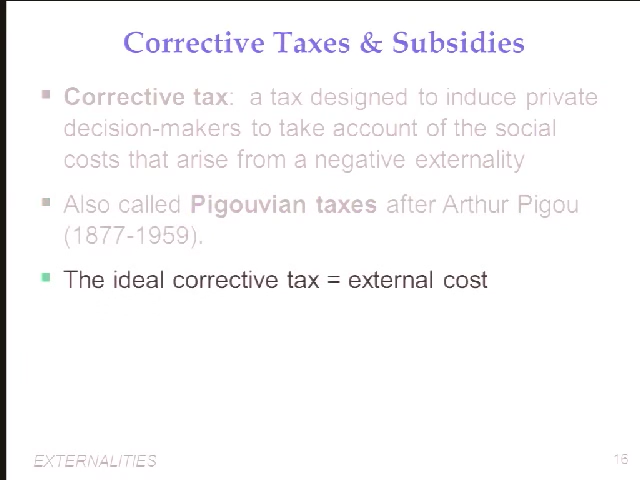 Corrective Taxes & Subsidies
▪ Corrective tax: a tax designed to induce private
decision-makers to take account of the social
costs that arise from a negative externality
▪ Also called Pigouvian taxes after Arthur Pigou
(1877-1959).
▪ The ideal corrective tax = external cost
EXTERNALITIES
16